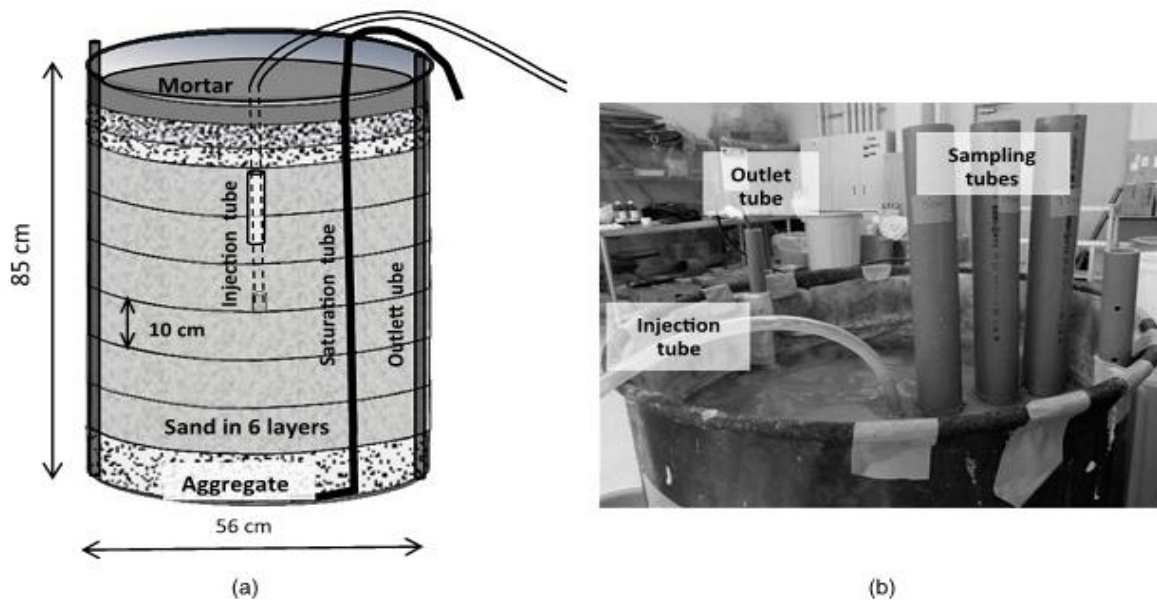 Mortar
Injection tube
Saturation tube
Outlett ube
85 cm
10 cm
Sand in 6 layers
Aggregate
56 cm
(a)
Outlet
tube
Sampling
tubes
Injection
tube
(b)